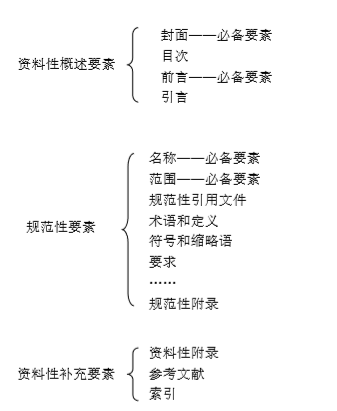 封面——必备要素
目次
资料性概述要素
前言——必备要素
引言
名称——必备要素
范围——必备要素
规范性引用文件
术语和定义
规范性要素
符号和缩略语
要求
……
规范性附录
资料性附录
资料性补充要素
参考文献
索引